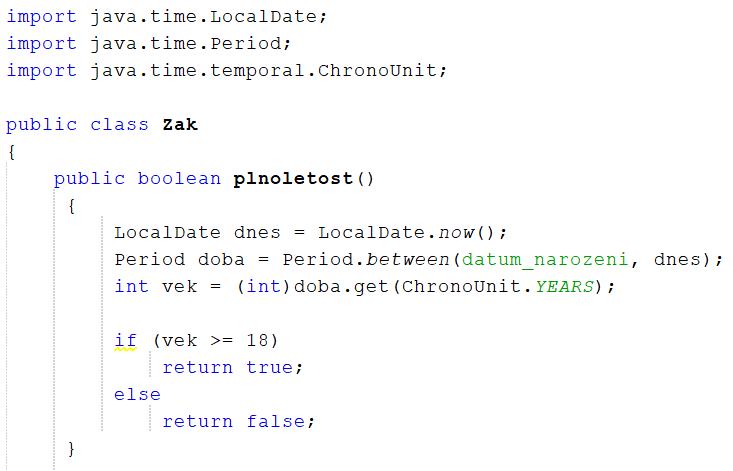 import java.time.LocalDate;
import java.time.Period;
import java.time.temporal.ChronoUnit;
public class Zak
{
public boolean plnoletost()
{
LocalDate dnes = LocalDate.now();
Period doba = Period.between(datum_narozeni, dnes);
int vek = (int)doba.get(ChronoUnit.YEARS);
if (vek >= 18)
return true;
else
return false;
}